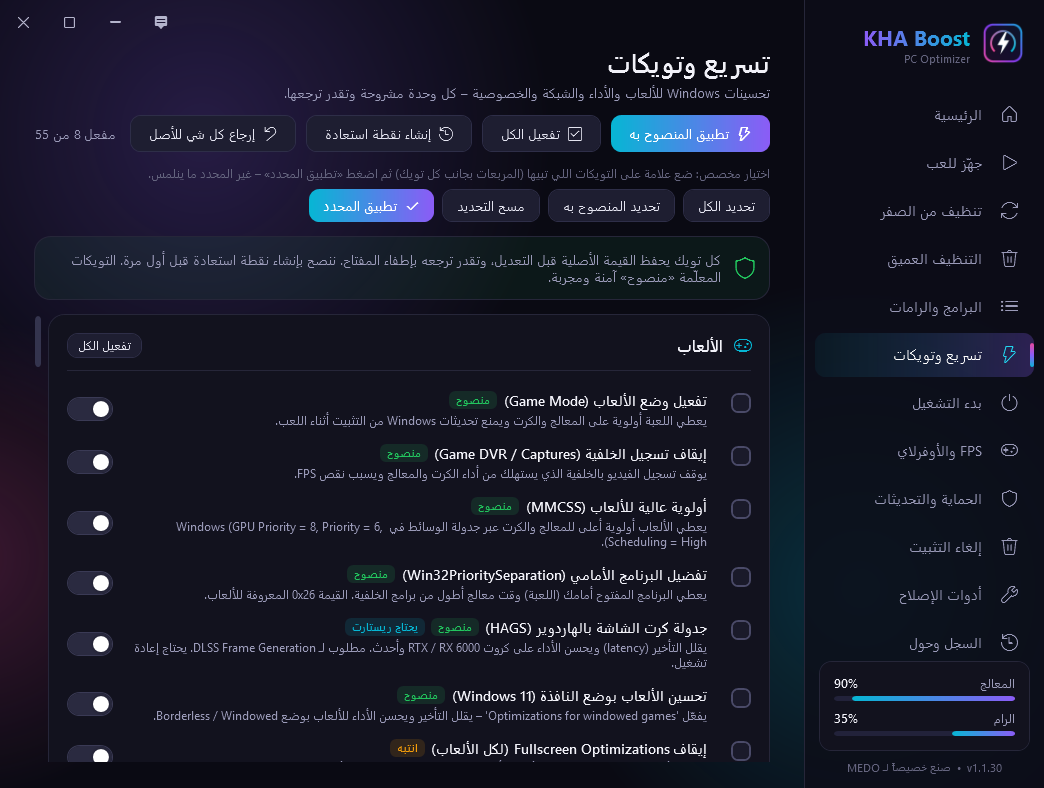 KHA Boost
PC Optimizer
الرئيسية
جهّز للعب
تنظيف من الصفر
التنظيف العميق
البرامج والرامات
تسريع وتويكات
بدء التشغيل
FPS والأوفرلاي
الحماية والتحديثات
إلغاء التثبيت
أدوات الإصلاح
السجل وحول
المعالج 90%
الرام 35%
v1.1.30 • صنع خصيصاً لـ MEDO
تسريع وتويكات
تحسينات Windows للألعاب والأداء والشبكة والخصوصية – كل وحدة مشروحة وتقدر ترجعها.
تطبيق المنصوح به
تفعيل الكل
إنشاء نقطة استعادة
إرجاع كل شي للأصل
مفعل 8 من 55
اختيار مخصص: ضع علامة على التويكات اللي تبيها (المربعات بجانب كل تويك) ثم اضغط «تطبيق المحدد» – غير المحدد ما ينلمس.
تحديد الكل
تحديد المنصوح به
مسح التحديد
تطبيق المحدد
كل تويك يحفظ القيمة الأصلية قبل التعديل، وتقدر ترجعه بإطفاء المفتاح. ننصح بإنشاء نقطة استعادة قبل أول مرة. التويكات
المعلّمة «منصوح» آمنة ومجربة.
الألعاب
تفعيل الكل
تفعيل وضع الألعاب (Game Mode) منصوح
يعطي اللعبة أولوية على المعالج والكرت ويمنع تحديثات Windows من التثبيت أثناء اللعب.
إيقاف تسجيل الخلفية (Game DVR / Captures) منصوح
يوقف تسجيل الفيديو بالخلفية الذي يستهلك من أداء الكرت والمعالج ويسبب نقص FPS.
أولوية عالية للألعاب (MMCSS) منصوح
يعطي الألعاب أولوية أعلى للمعالج والكرت عبر جدولة الوسائط في Windows (GPU Priority = 8, Priority = 6,
Scheduling = High).
تفضيل البرنامج الأمامي (Win32PrioritySeparation) منصوح
يعطي البرنامج المفتوح أمامك (اللعبة) وقت معالج أطول من برامج الخلفية. القيمة 0x26 المعروفة للألعاب.
جدولة كرت الشاشة بالهاردوير (HAGS) منصوح يحتاج ريستارت
يقلل التأخير (latency) ويحسن الأداء على كروت RTX / RX 6000 وأحدث. مطلوب لـ DLSS Frame Generation. يحتاج إعادة
تشغيل.
تحسين الألعاب بوضع النافذة (Windows 11) منصوح
يفعّل 'Optimizations for windowed games' – يقلل التأخير ويحسن الأداء للألعاب بوضع Borderless / Windowed.
إيقاف Fullscreen Optimizations (لكل الألعاب) انتبه